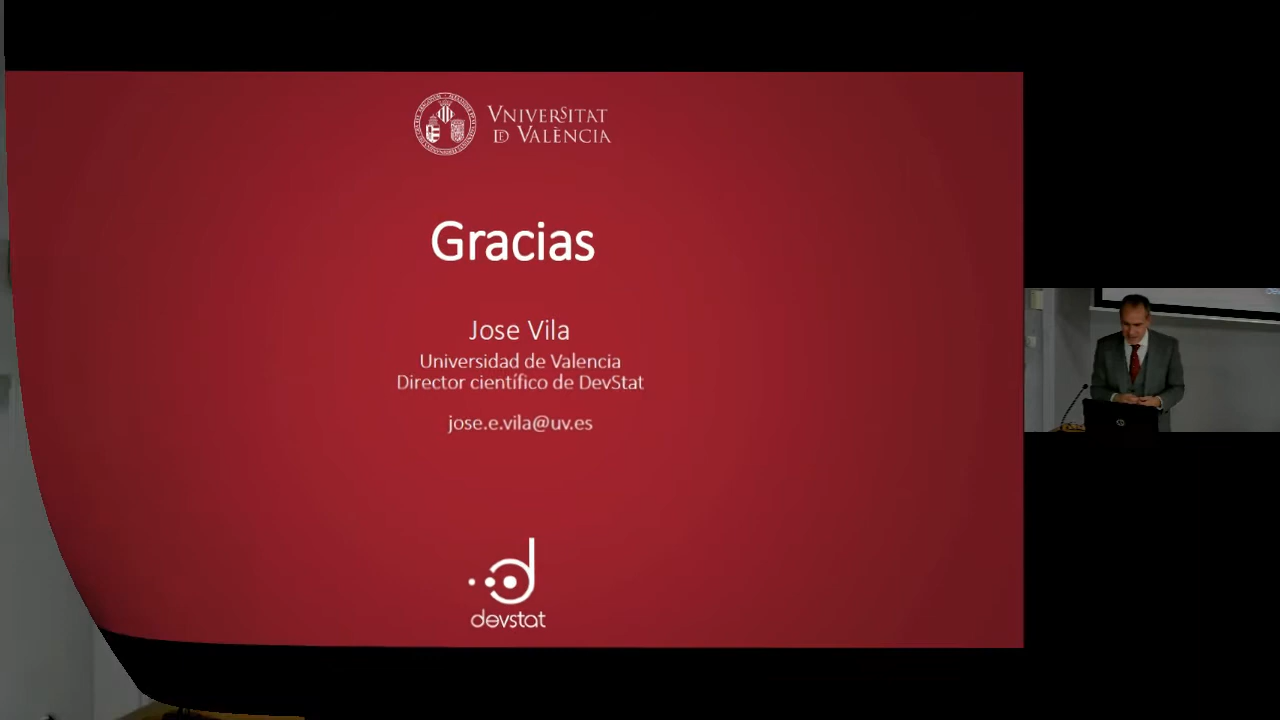 VNIVERSITAT
DE VALÈNCIA
Gracias
Jose Vila
Universidad de Valencia
Director científico de DevStat
jose.e.vila@uv.es
devstat